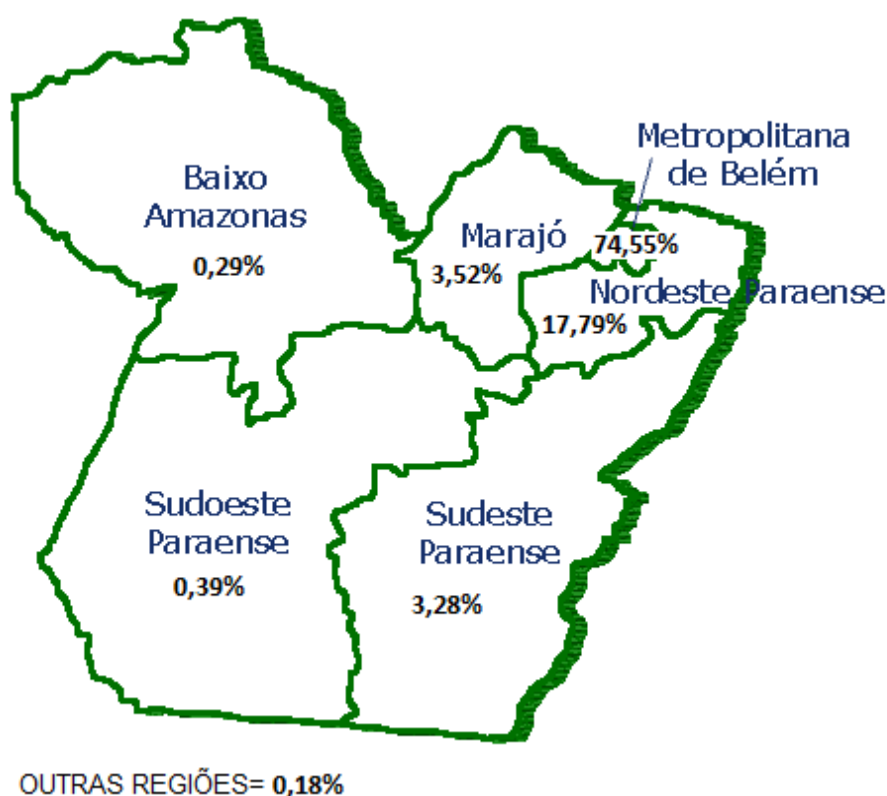 Metropolitana
de Belém
Baixo
Amazonas
0,29%
Marajó
3,52%
74,55%
Nordeste Paraense
17,79%
Sudoeste
Paraense
0,39%
Sudeste
Paraense
3,28%
OUTRAS REGIÕES= 0,18%